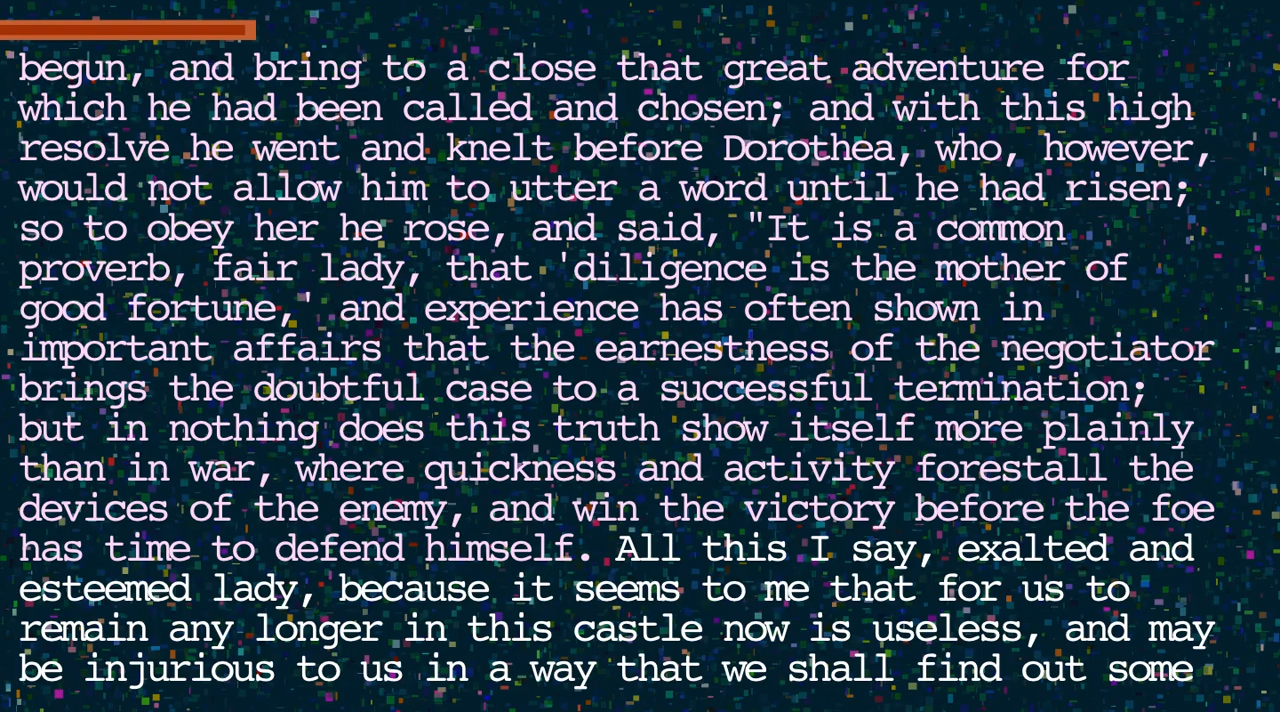 begun, and bring to a close that great adventure for
which he had been called and chosen; and with this high
resolve he went and knelt before Dorothea, who, however,
would not allow him to utter a word until he had risen;
so to obey her he rose, and said, "It is a common
proverb, fair lady, that 'diligence is the mother of
good fortune,' and experience has often shown in
important affairs that the earnestness of the negotiator
brings the doubtful case to a successful termination;
but in nothing does this truth show itself more plainly
than in war, where quickness and activity forestall the
devices of the enemy, and win the victory before the foe
has time to defend himself. All this I say, exalted and
esteemed lady, because it seems to me that for us to
remain any longer in this castle now is useless, and may
be injurious to us in a way that we shall find out some